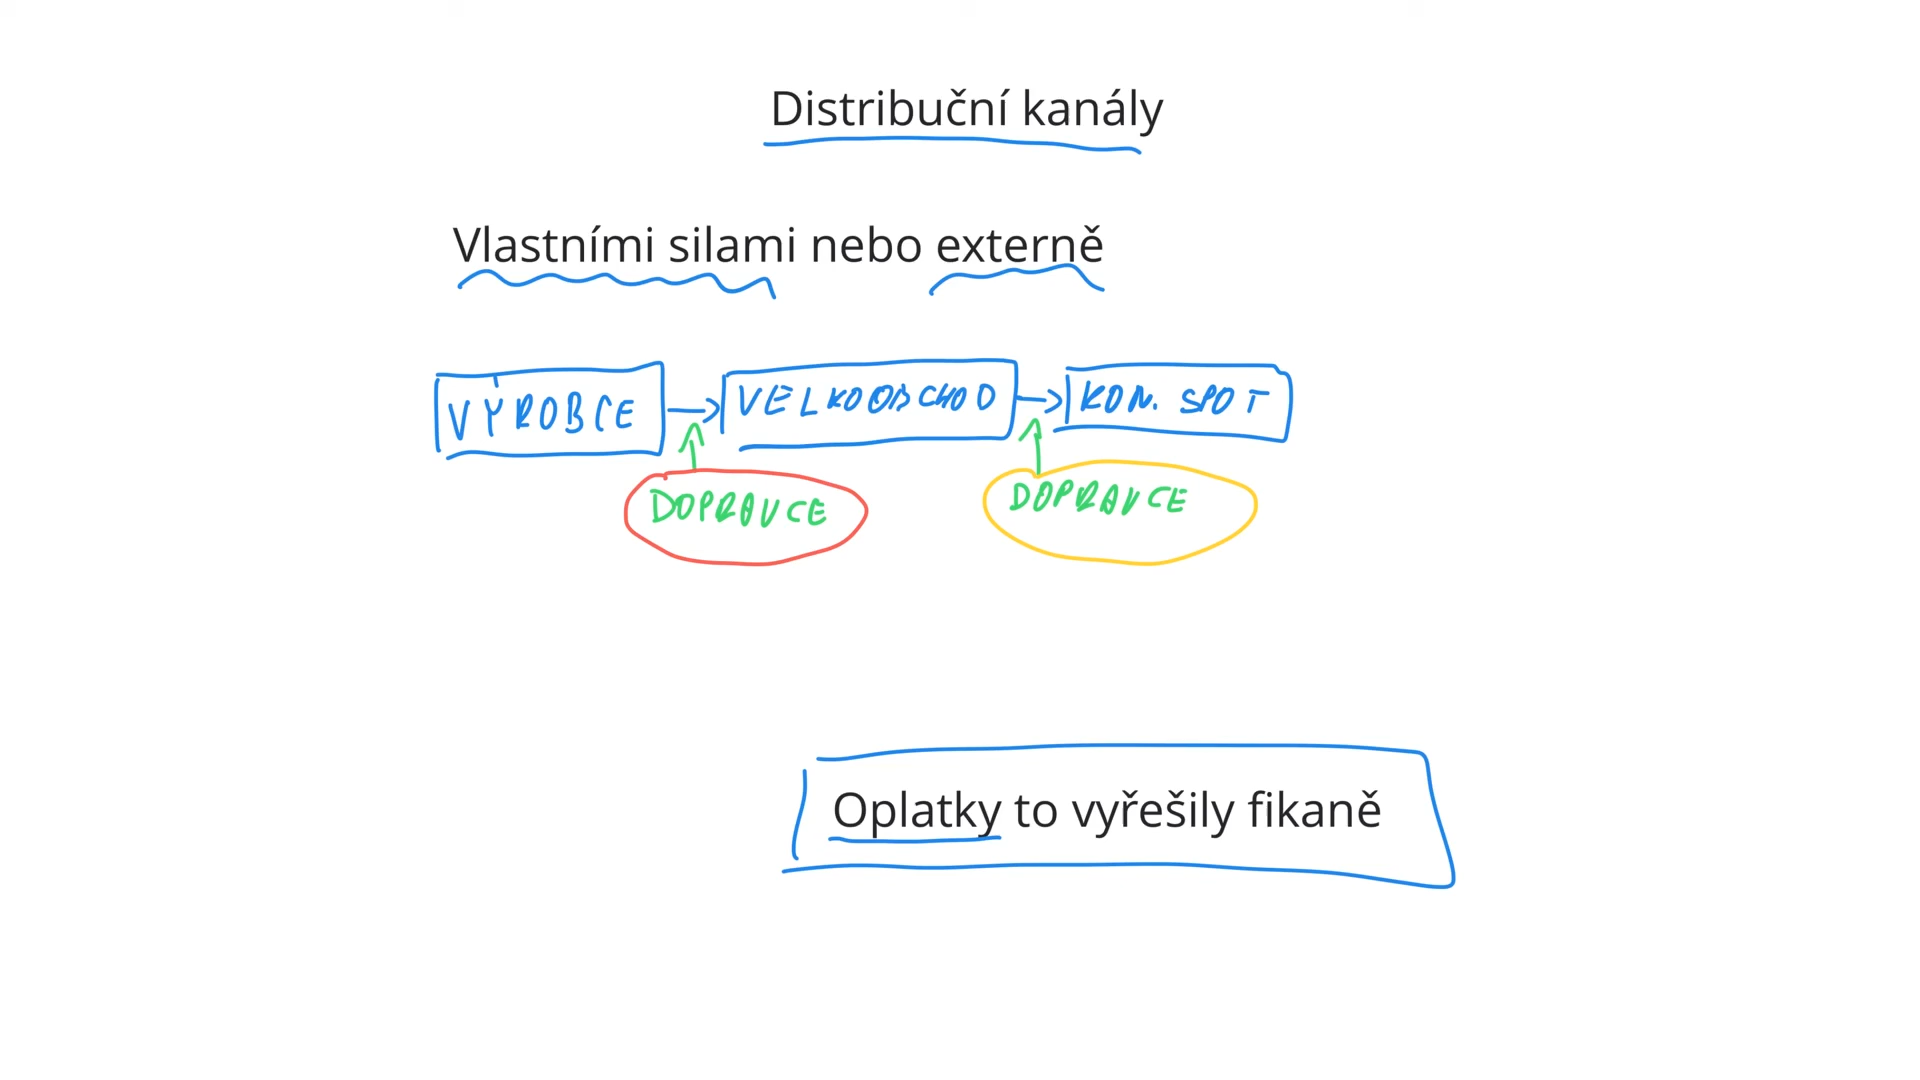 Distribuční kanály
Vlastními silami nebo externě
VÝROBCE VELKOOBCHOD KON. SPOT
DOPRAVCE DOPRAVCE
Oplatky to vyřešily fikaně